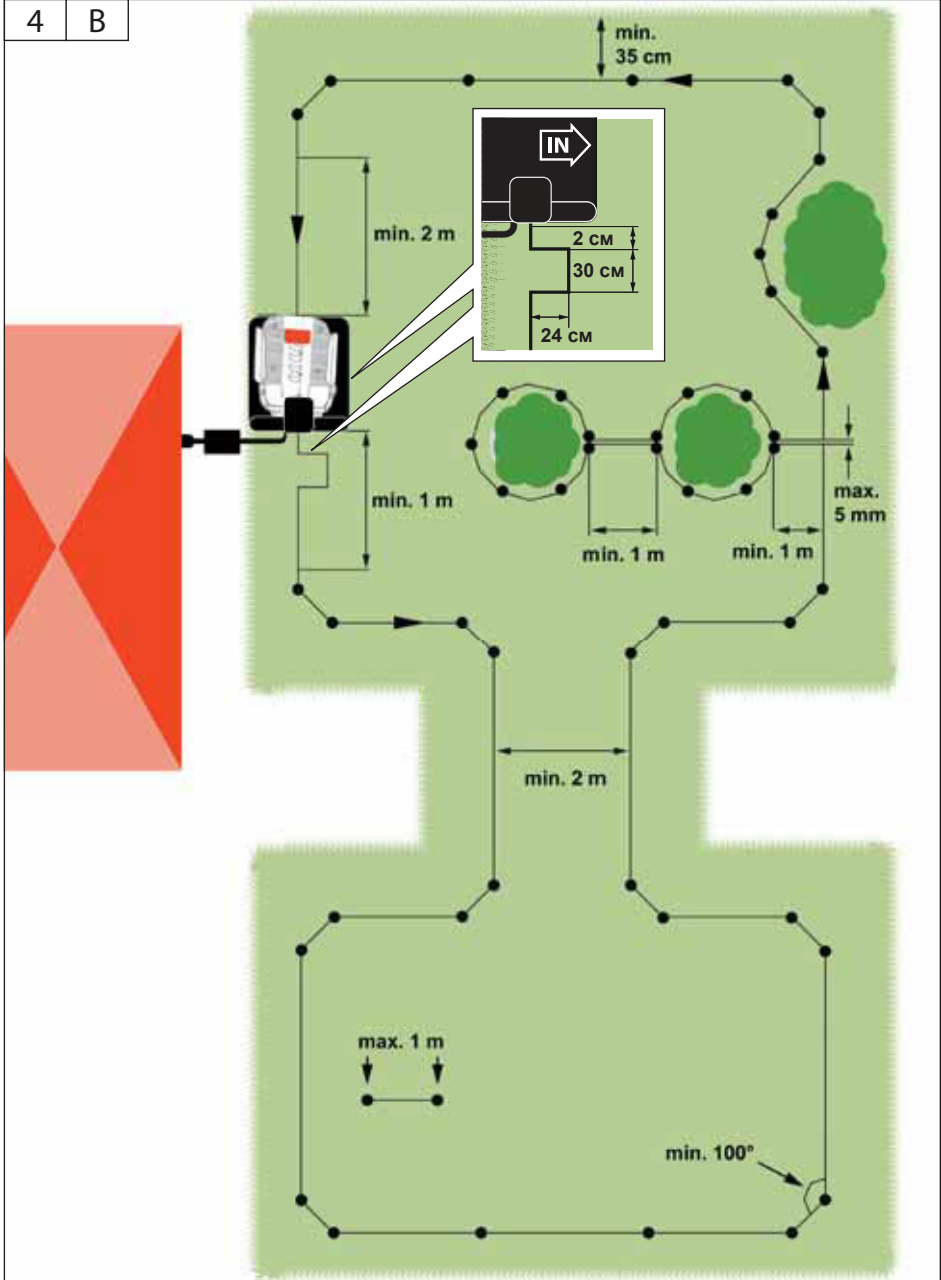 4 B
min.
35 cm
IN
min. 2 m
2 см
30 см
24 см
min. 1 m
max.
5 mm
min. 1 m
min. 1 m
min. 2 m
max. 1 m
min. 100°